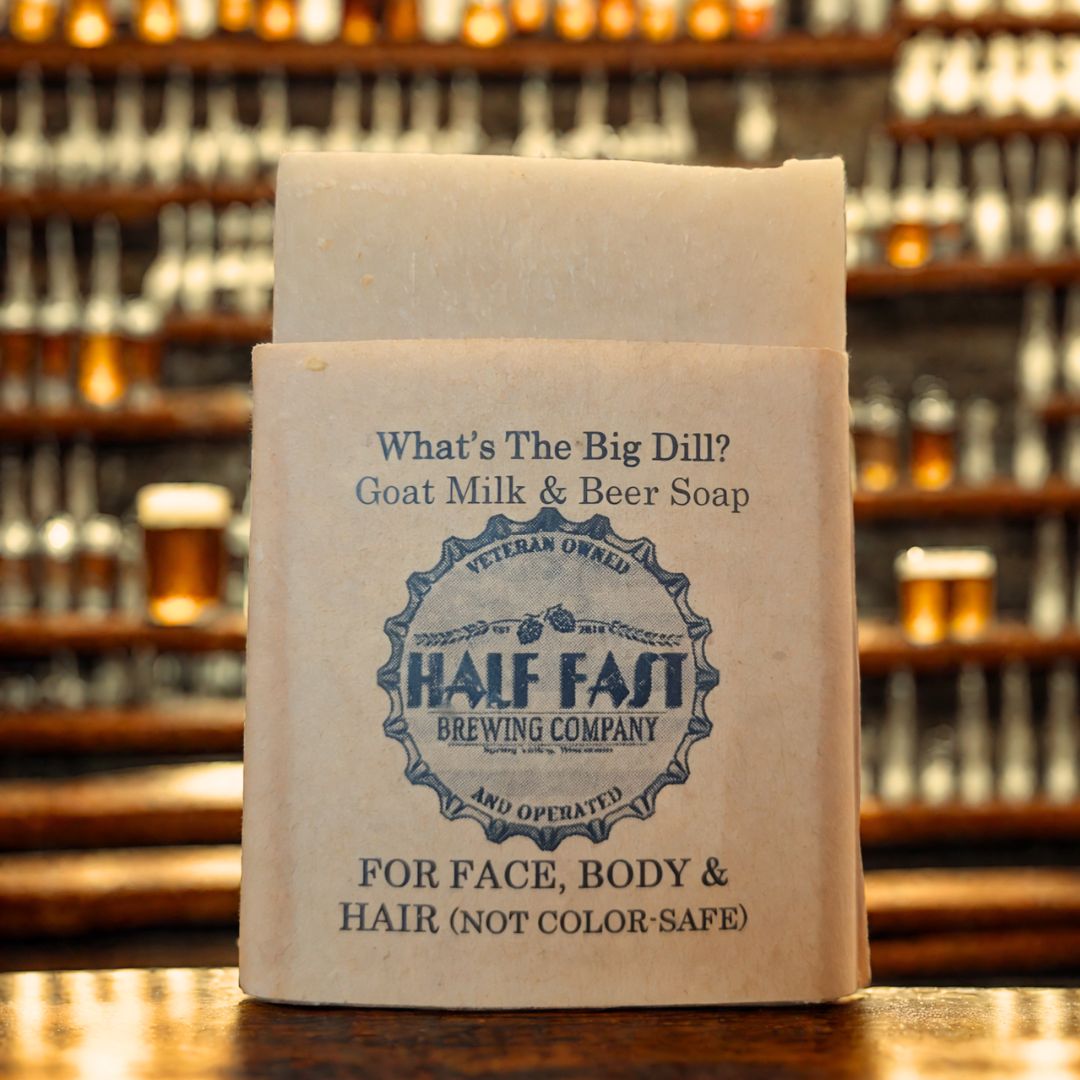 What's The Big Dill?
Goat Milk & Beer Soap
VETERAN OWNED
EST
HALF FAST
BREWING COMPANY
AND OPERATED
FOR FACE, BODY &
HAIR (NOT COLOR-SAFE)